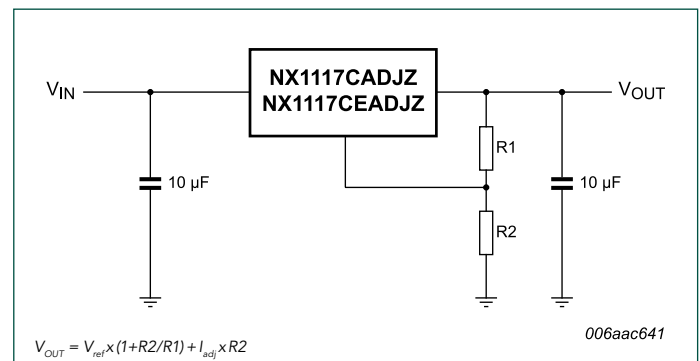 NX1117CADJZ
NX1117CEADJZ
VIN
VOUT
R1
10 µF
10 µF
R2
006aac641
VOUT = Vref x (1+R2/R1) + Iadj x R2